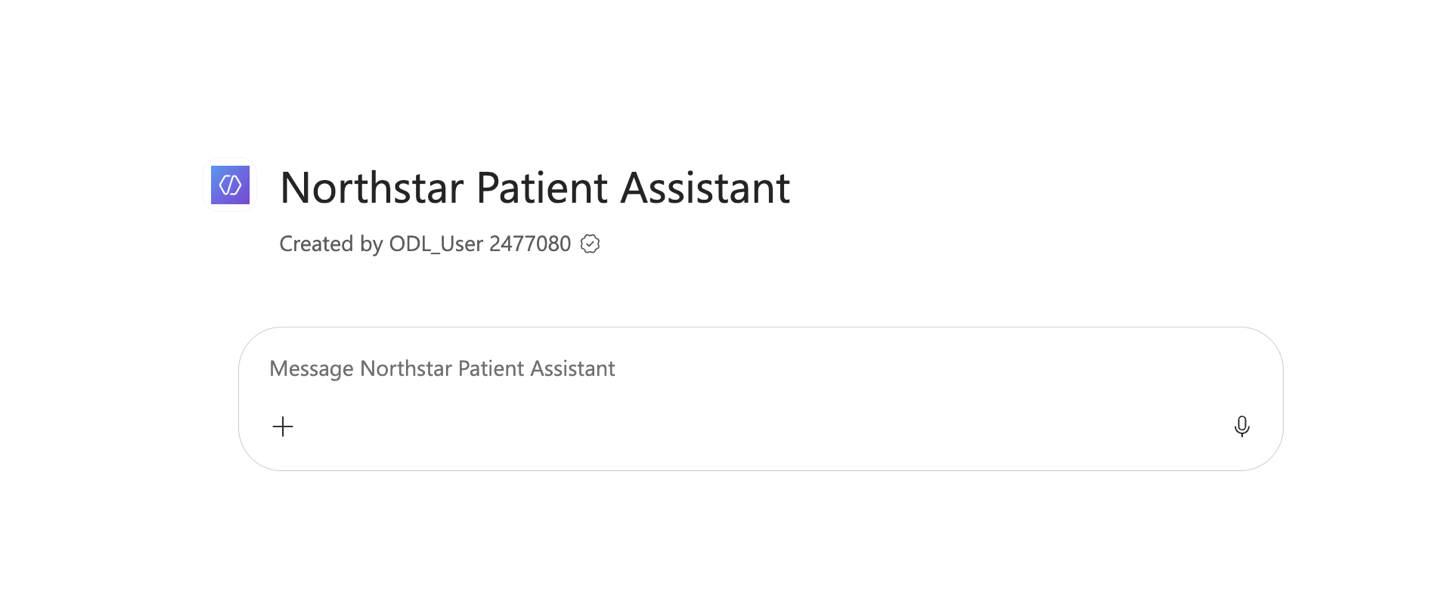 Northstar Patient Assistant
Created by ODL_User 2477080
Message Northstar Patient Assistant